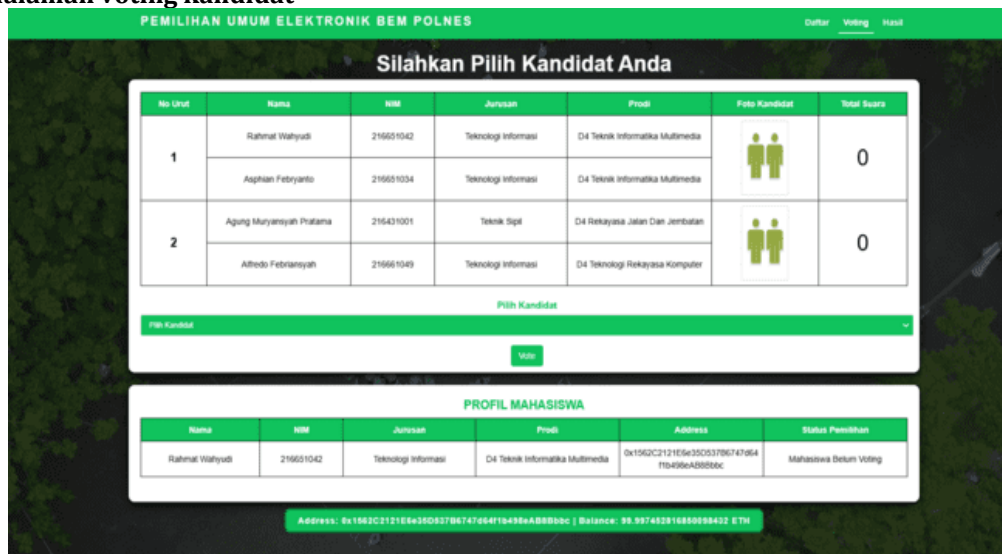 halaman voting kandidat
PEMILIHAN UMUM ELEKTRONIK BEM POLNES
Daftar Voting Hasil
Silahkan Pilih Kandidat Anda
No Urut Nama NIM Jurusan Prodi Foto Kandidat Total Suara
1 Rahmat Wahyudi 216651042 Teknologi Informasi D4 Teknik Informatika Multimedia 0
Asphian Febryanto 216651034 Teknologi Informasi D4 Teknik Informatika Multimedia
2 Agung Muryansyah Pratama 216431001 Teknik Sipil D4 Rekayasa Jalan Dan Jembatan 0
Alfredo Febriansyah 216661049 Teknologi Informasi D4 Teknologi Rekayasa Komputer
Pilih Kandidat
Pilih Kandidat
Vote
PROFIL MAHASISWA
Nama NIM Jurusan Prodi Address Status Pemilihan
Rahmat Wahyudi 216651042 Teknologi Informasi D4 Teknik Informatika Multimedia 0x1562C2121E6e35D537B6747d64
f1b498eAB8Bbbc Mahasiswa Belum Voting
Address: 0x1562C2121E6e35D537B6747d64f1b498eAB8Bbbc | Balance: 99.997452816850098432 ETH